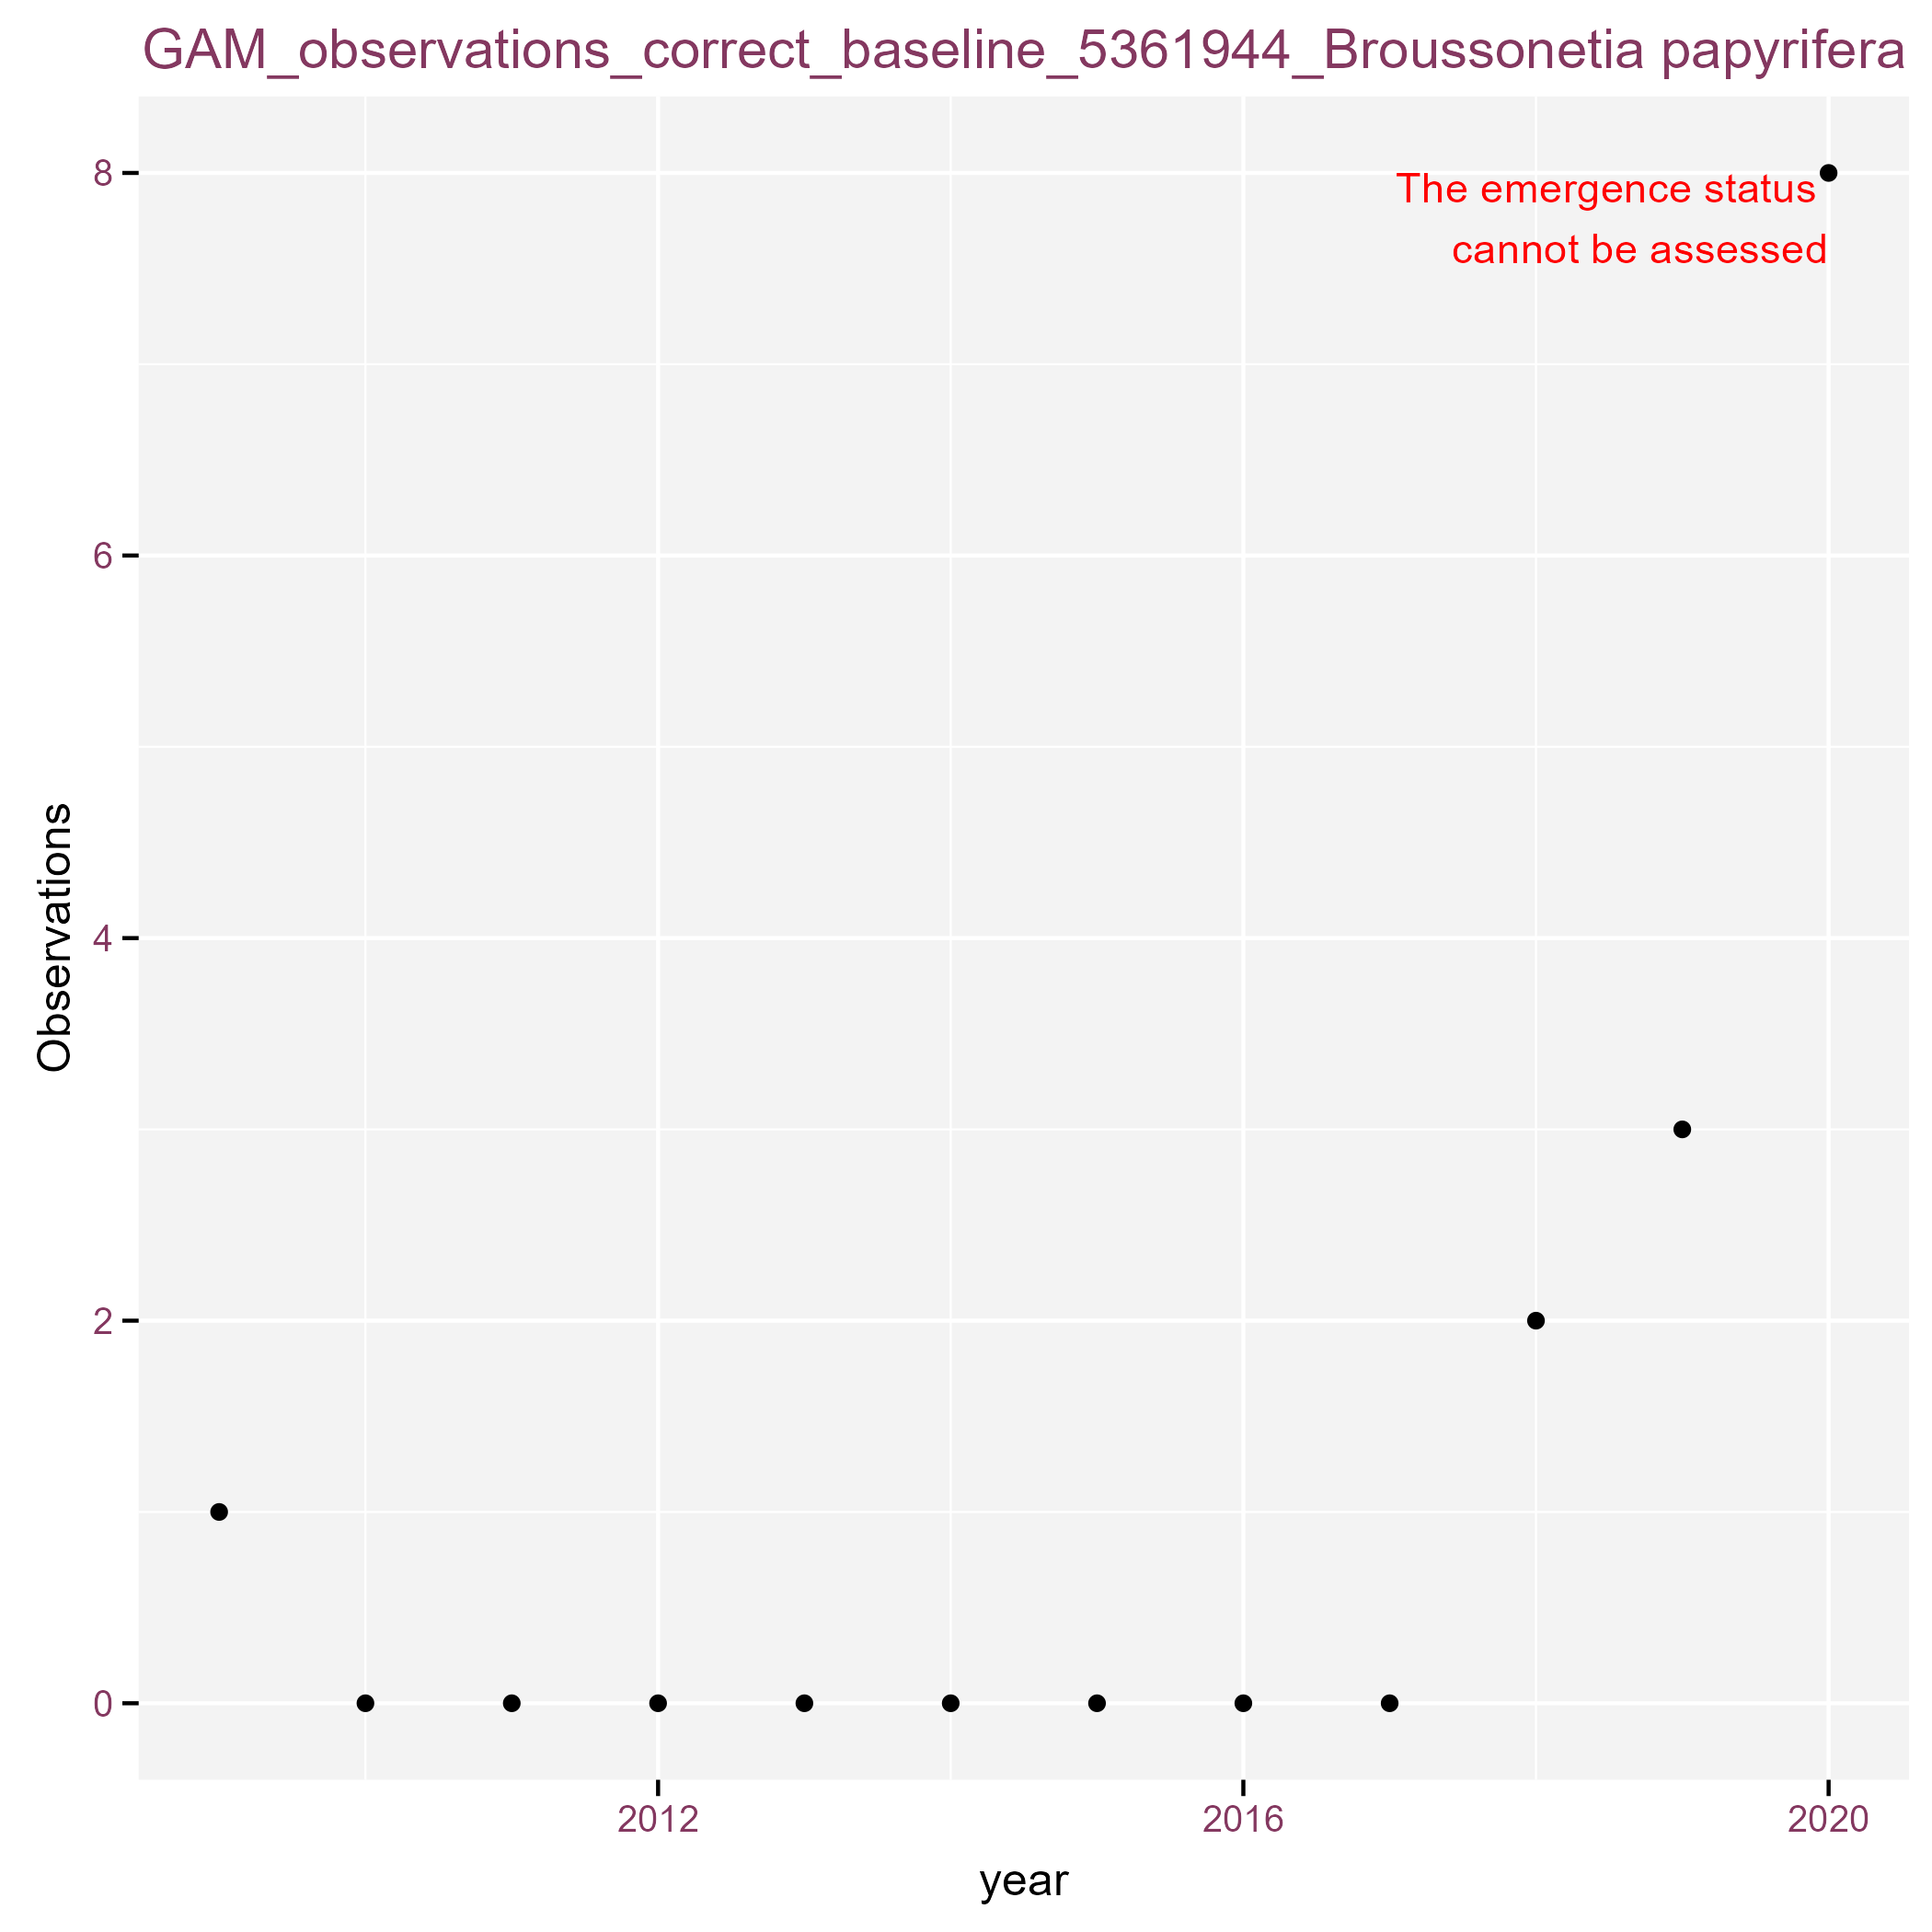 GAM_observations_correct_baseline_5361944_Broussonetia papyrifera
8
The emergence status
cannot be assessed
6
4
2
0
Observations
2012 2016 2020
year